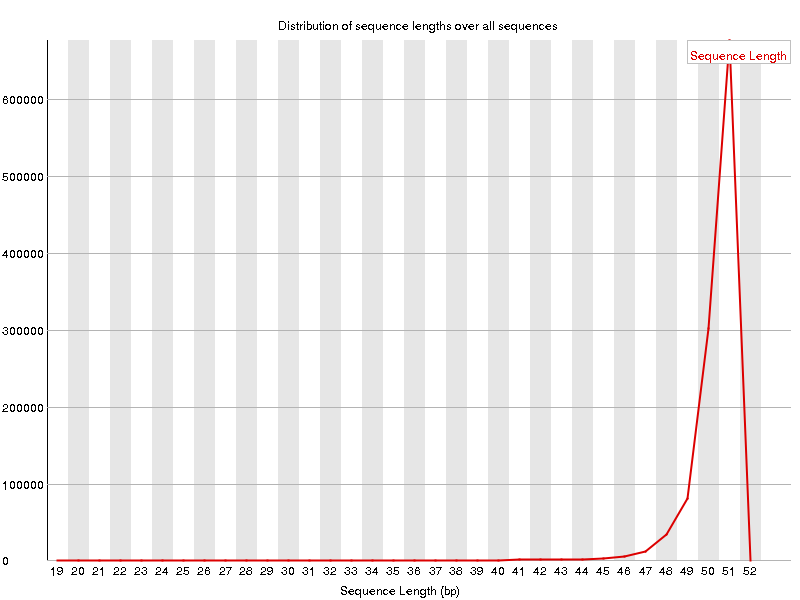 Distribution of sequence lengths over all sequences
Sequence Length
600000
500000
400000
300000
200000
100000
0
19 20 21 22 23 24 25 26 27 28 29 30 31 32 33 34 35 36 37 38 39 40 41 42 43 44 45 46 47 48 49 50 51 52
Sequence Length (bp)